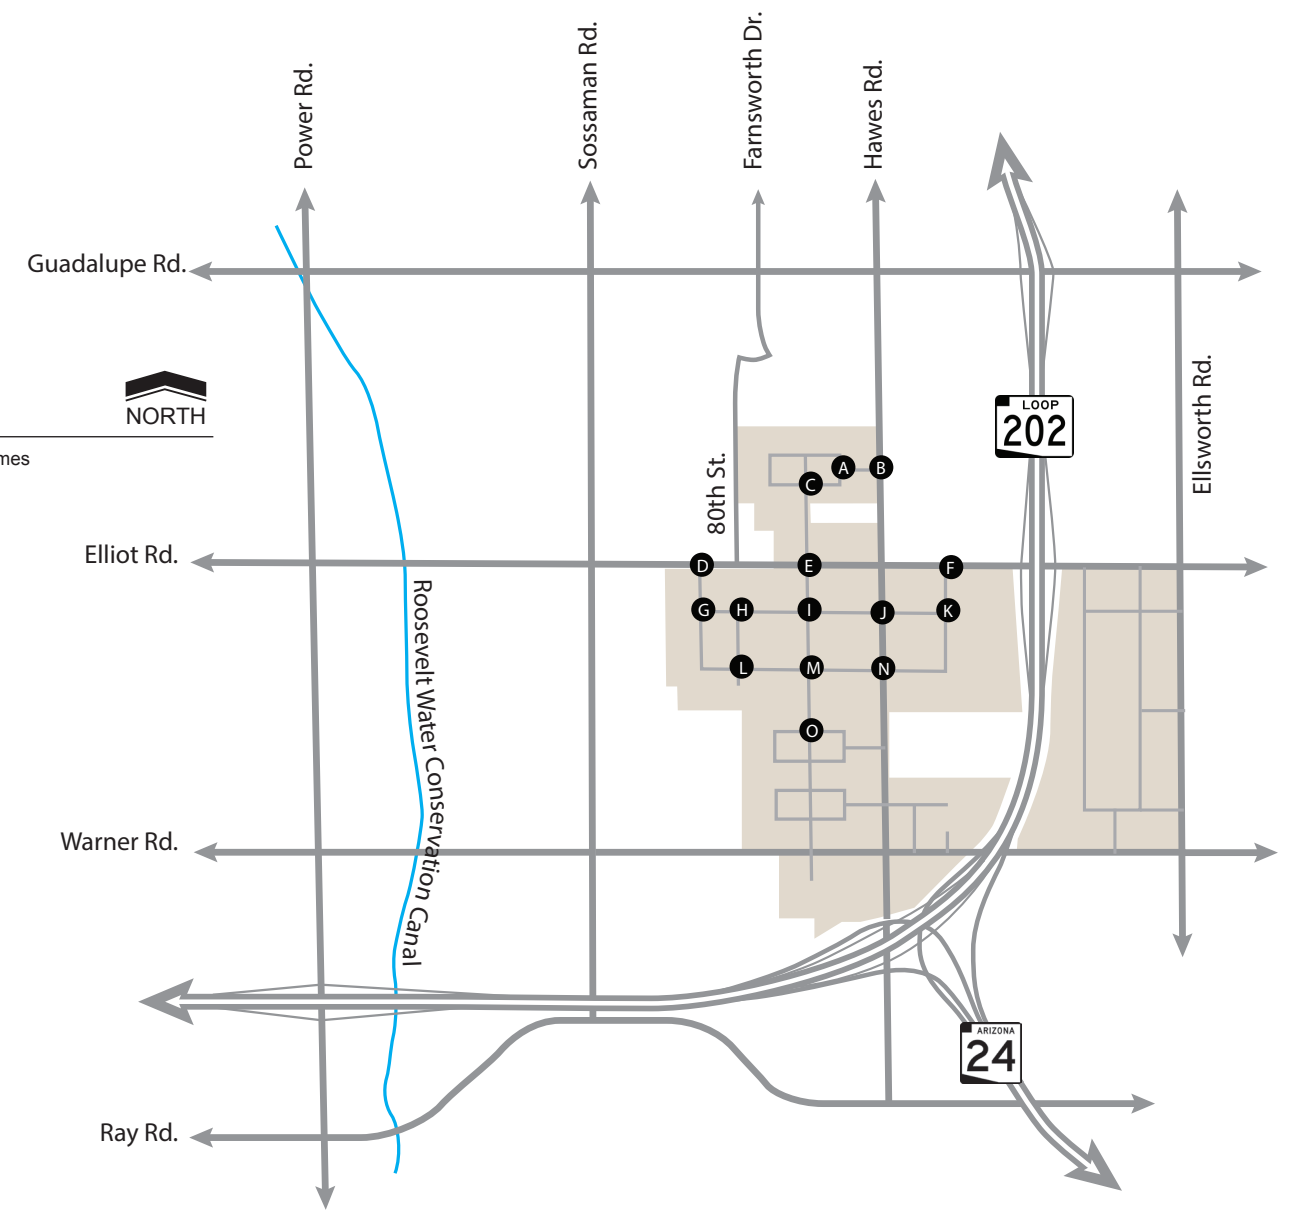 Power Rd.
Sossaman Rd.
Farnsworth Dr.
Hawes Rd.
Guadalupe Rd.
NORTH
mes
LOOP
202
Ellsworth Rd.
80th St.
A
B
C
Elliot Rd.
D
E
F
G
H
I
J
K
L
M
N
O
Roosevelt Water Conservation Canal
Warner Rd.
ARIZONA
24
Ray Rd.